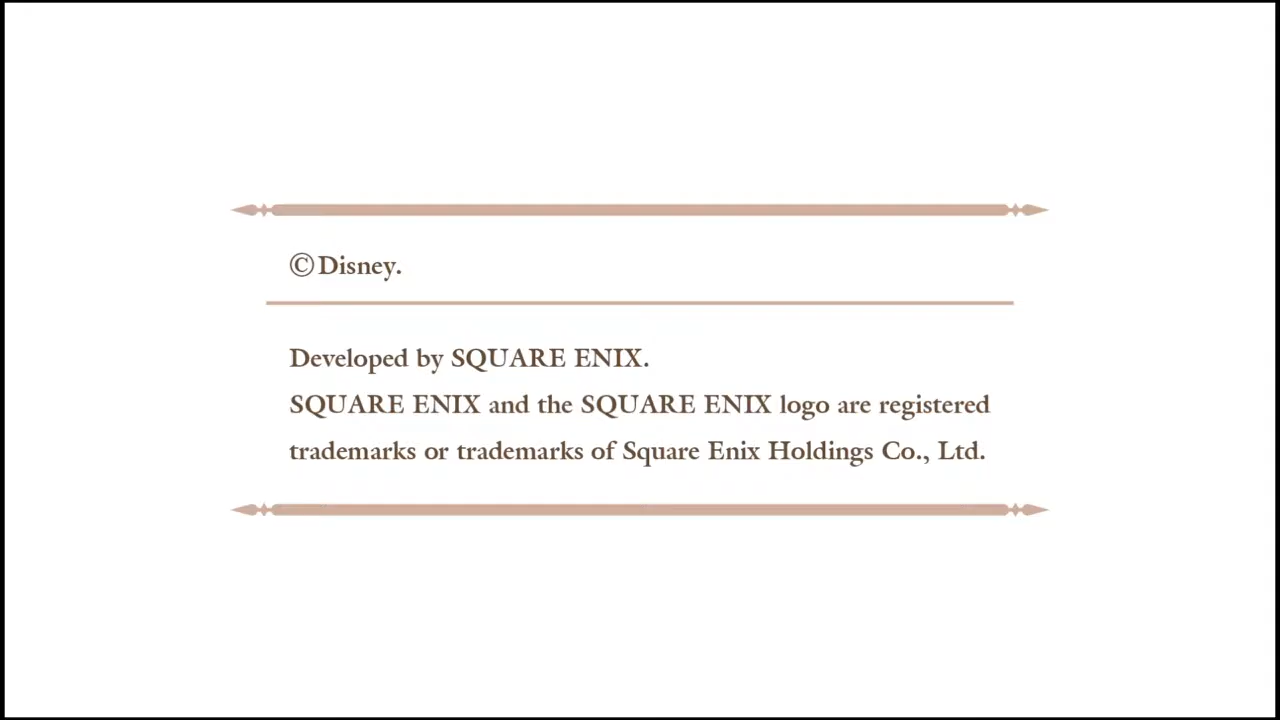 ©Disney.
Developed by SQUARE ENIX.
SQUARE ENIX and the SQUARE ENIX logo are registered
trademarks or trademarks of Square Enix Holdings Co., Ltd.